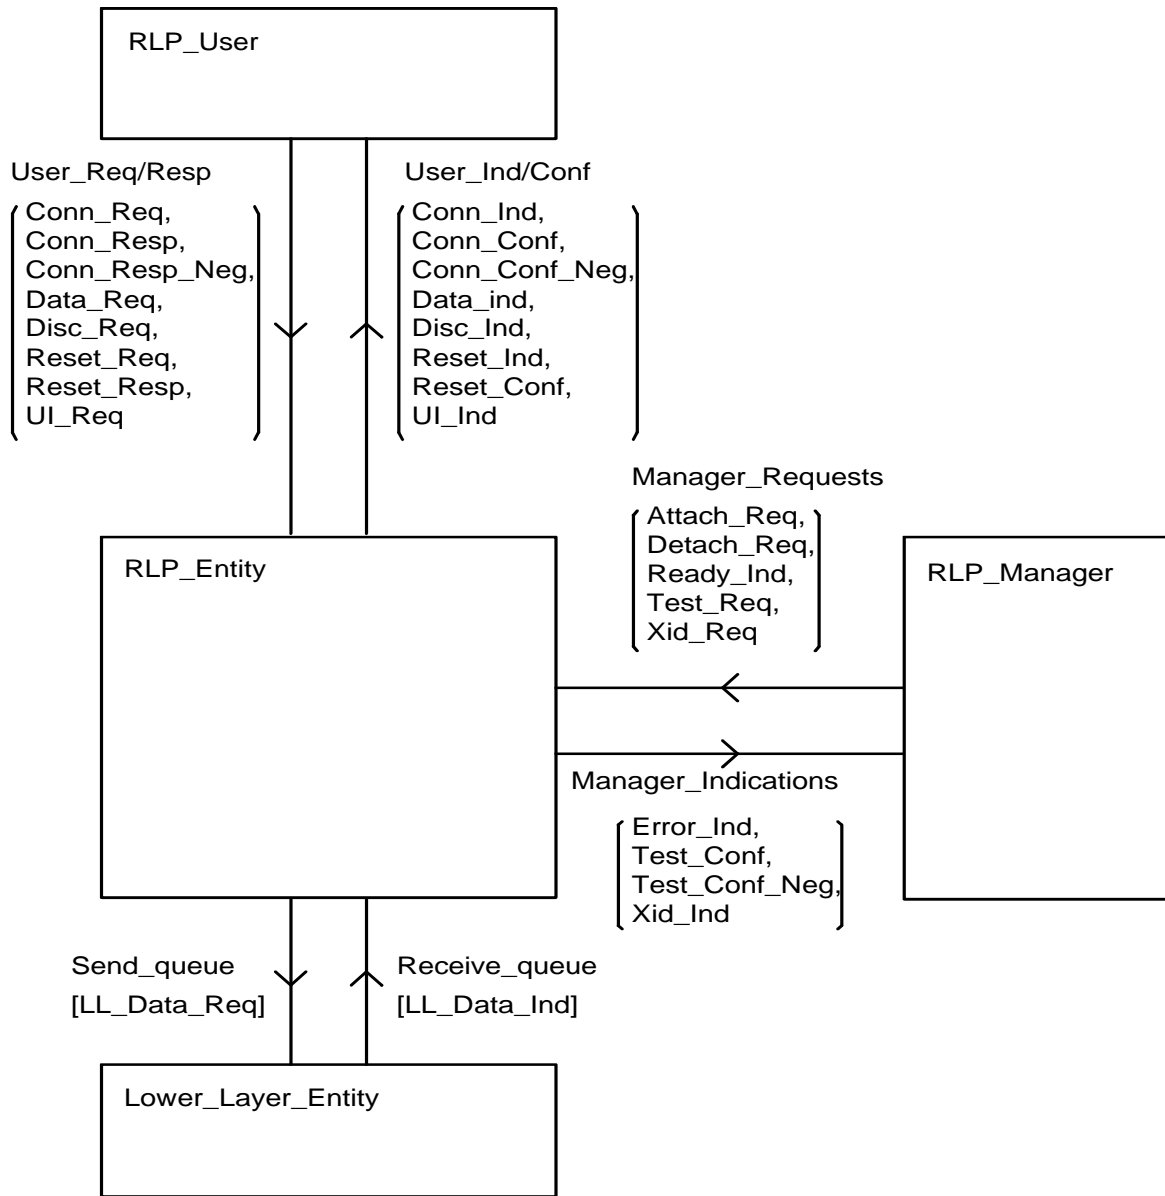 RLP_User
User_Req/Resp
Conn_Req,
Conn_Resp,
Conn_Resp_Neg,
Data_Req,
Disc_Req,
Reset_Req,
Reset_Resp,
UI_Req
User_Ind/Conf
Conn_Ind,
Conn_Conf,
Conn_Conf_Neg,
Data_ind,
Disc_Ind,
Reset_Ind,
Reset_Conf,
UI_Ind
Manager_Requests
Attach_Req,
Detach_Req,
Ready_Ind,
Test_Req,
Xid_Req
RLP_Entity
RLP_Manager
Manager_Indications
Error_Ind,
Test_Conf,
Test_Conf_Neg,
Xid_Ind
Send_queue
[LL_Data_Req]
Receive_queue
[LL_Data_Ind]
Lower_Layer_Entity